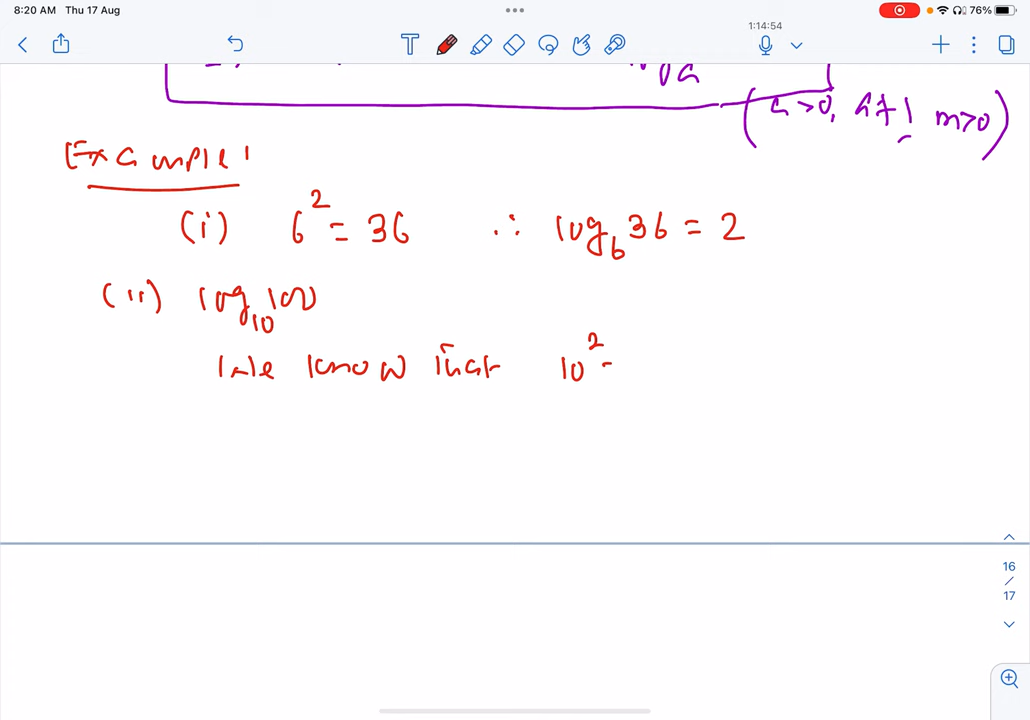 8:20 AM Thu 17 Aug
76%
1:14:54
(a>0, a≠1 m>0)
Example:
(i) 6² = 36 ∴ log₆36 = 2
(ii) log₁₀100
We know that 10² =
16
/
17